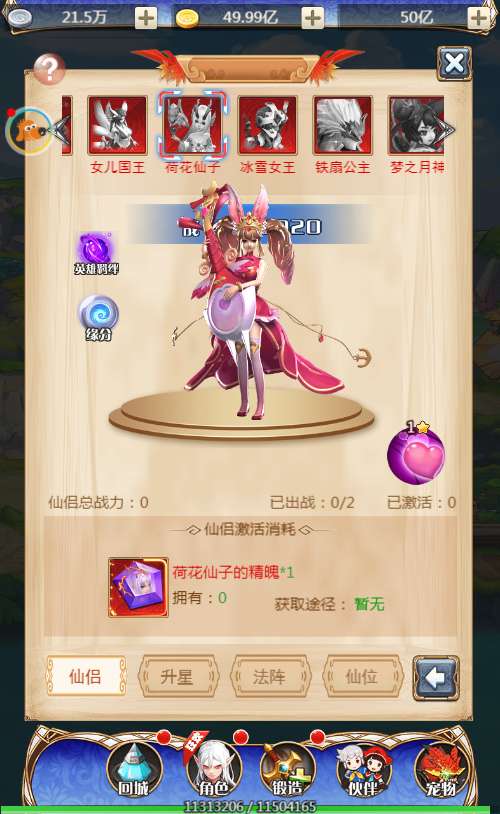 21.5万
49.99亿
50亿
女儿国王
荷花仙子
冰雪女王
铁扇公主
梦之月神
战
020
英雄羁绊
缘分
1
仙侣总战力：0
已出战：0/2
已激活：0
仙侣激活消耗
荷花仙子的精魄*1
拥有：0
获取途径：暂无
仙侣
升星
法阵
仙位
回城
角色
锻造
伙伴
宠物
11313206 / 11504165